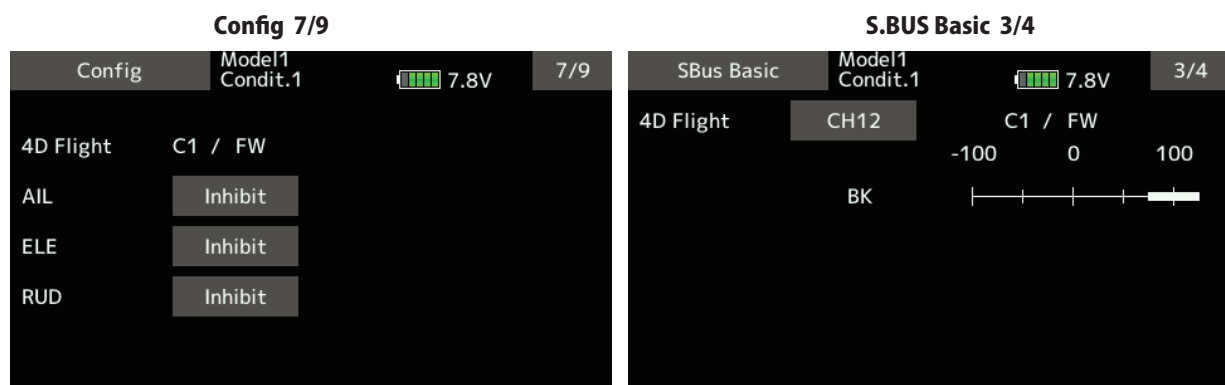 Config 7/9
Config
Model1
Condit.1
7.8V
7/9
4D Flight C1 / FW
AIL Inhibit
ELE Inhibit
RUD Inhibit
S.BUS Basic 3/4
SBus Basic
Model1
Condit.1
7.8V
3/4
4D Flight CH12 C1 / FW
-100 0 100
BK